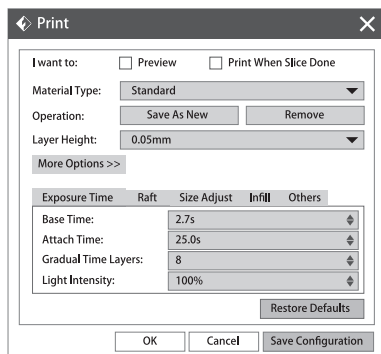 Print
I want to: Preview Print When Slice Done
Material Type: Standard
Operation: Save As New Remove
Layer Height: 0.05mm
More Options >>
Exposure Time Raft Size Adjust Infill Others
Base Time: 2.7s
Attach Time: 25.0s
Gradual Time Layers: 8
Light Intensity: 100%
Restore Defaults
OK Cancel Save Configuration